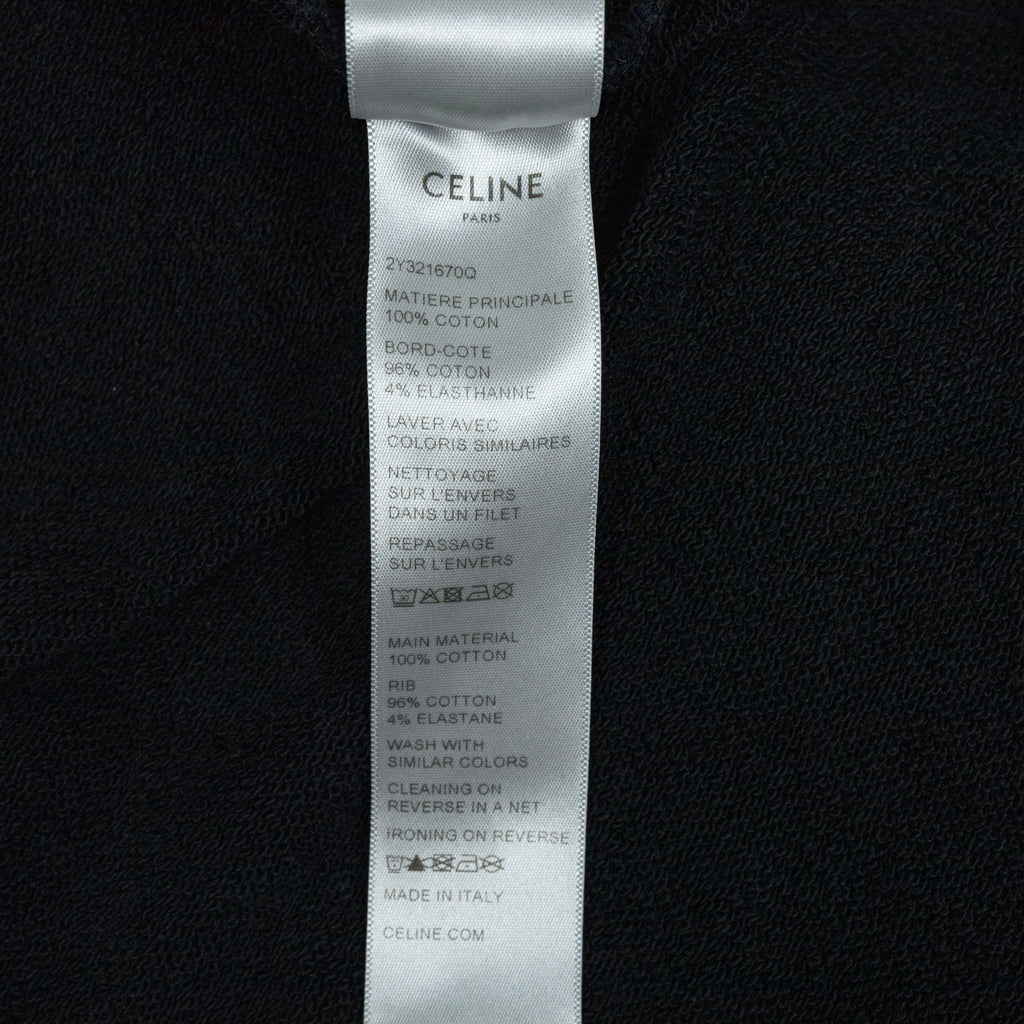 CELINE
PARIS
2Y321670Q
MATIERE PRINCIPALE
100% COTON
BORD-COTE
96% COTON
4% ELASTHANNE
LAVER AVEC
COLORIS SIMILAIRES
NETTOYAGE
SUR L'ENVERS
DANS UN FILET
REPASSAGE
SUR L'ENVERS
MAIN MATERIAL
100% COTTON
RIB
96% COTTON
4% ELASTANE
WASH WITH
SIMILAR COLORS
CLEANING ON
REVERSE IN A NET
IRONING ON REVERSE
MADE IN ITALY
CELINE.COM